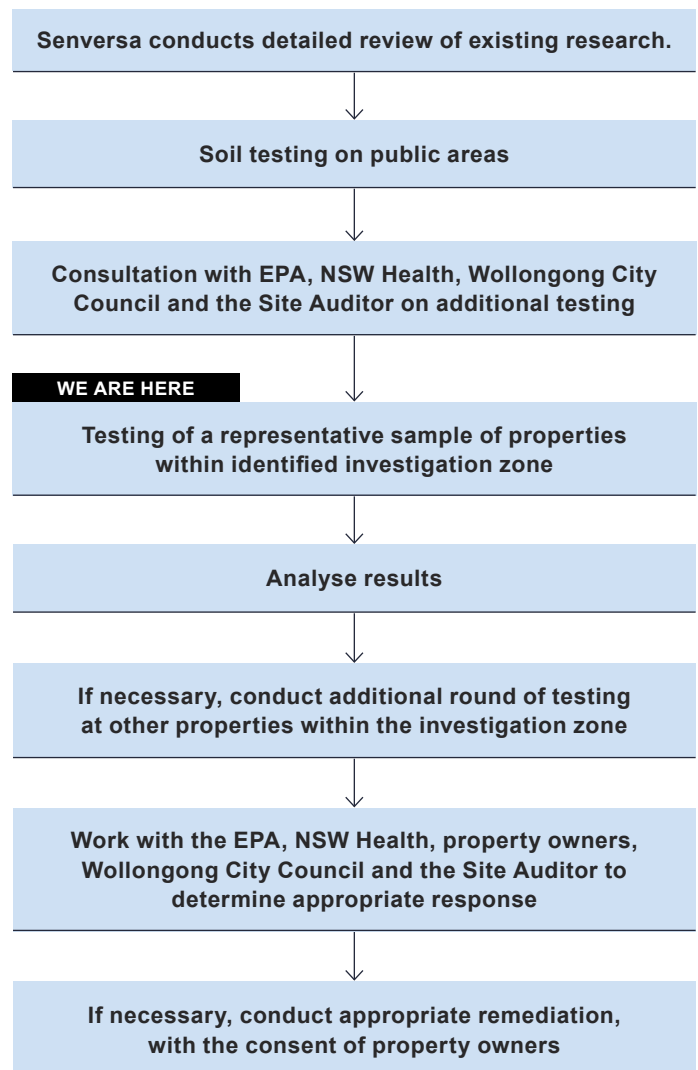 Senversa conducts detailed review of existing research.
Soil testing on public areas
Consultation with EPA, NSW Health, Wollongong City
Council and the Site Auditor on additional testing
WE ARE HERE
Testing of a representative sample of properties
within identified investigation zone
Analyse results
If necessary, conduct additional round of testing
at other properties within the investigation zone
Work with the EPA, NSW Health, property owners,
Wollongong City Council and the Site Auditor to
determine appropriate response
If necessary, conduct appropriate remediation,
with the consent of property owners